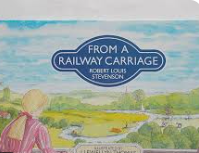 FROM A
RAILWAY CARRIAGE
ROBERT LOUIS
STEVENSON